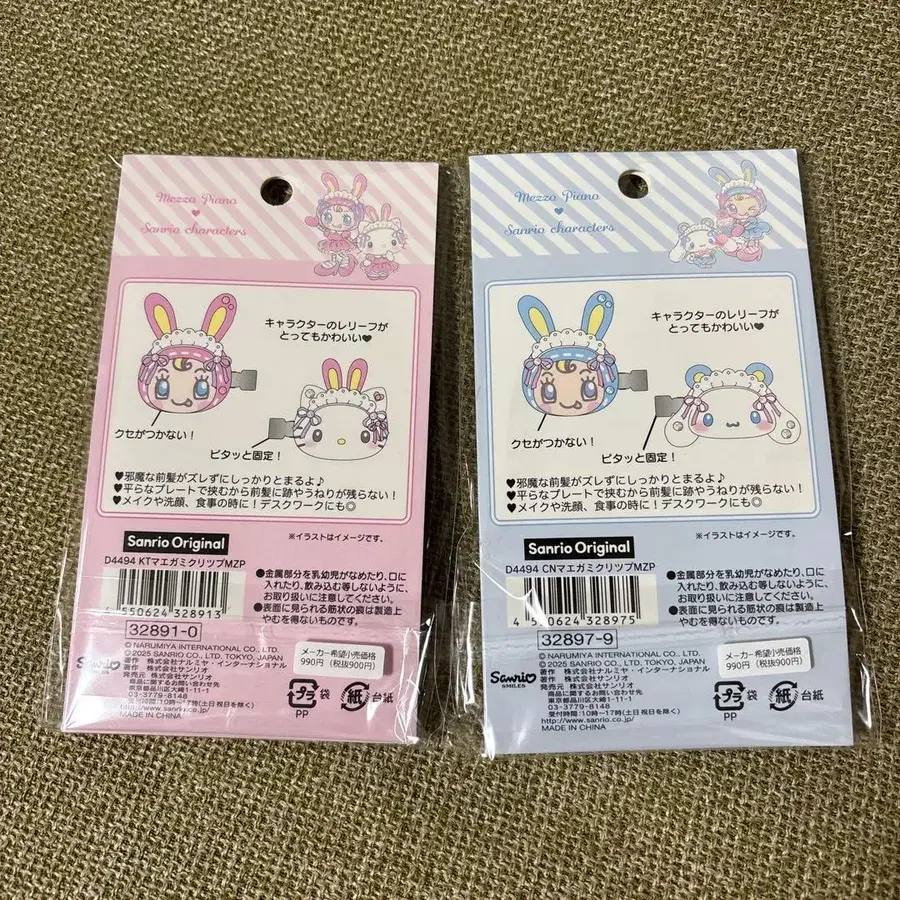 Mezzo Piano
♥
Sanrio characters
キャラクターのレリーフが
とってもかわいい♥
クセがつかない！
ピタッと固定！
♥邪魔な前髪がズレずにしっかりとまるよ♪
♥平らなプレートで挟むから前髪に跡やうねりが残らない！
♥メイクや洗顔、食事の時に！デスクワークにも◎
Sanrio Original
※イラストはイメージです。
D4494 KTマエガミクリツプMZP
4 550624 328913
32891-0
●金属部分を乳幼児がなめたり、口に
入れたり、飲み込む等しないように、
お取り扱いに注意してください。
●表面に見られる筋状の痕は製造上
やむを得ないものです。
© NARUMIYA INTERNATIONAL CO., LTD.
© 2025 SANRIO CO., LTD. TOKYO, JAPAN
著作 株式会社ナルミヤ・インターナショナル
著作 株式会社サンリオ
発売元 株式会社サンリオ
商品に関するお問い合わせ
東京都品川区大崎1-11-1
03-3779-8148
受付時間:10時～17時(土日祝日を除く)
http://www.sanrio.co.jp
MADE IN CHINA
Sanrio
SMILES
メーカー希望小売価格
990円（税抜900円）
プラ 袋
PP
紙 台紙
Mezzo Piano
♥
Sanrio characters
キャラクターのレリーフが
とってもかわいい♥
クセがつかない！
ピタッと固定！
♥邪魔な前髪がズレずにしっかりとまるよ♪
♥平らなプレートで挟むから前髪に跡やうねりが残らない！
♥メイクや洗顔、食事の時に！デスクワークにも◎
Sanrio Original
※イラストはイメージです。
D4494 CNマエガミクリツプMZP
4 550624 328975
32897-9
●金属部分を乳幼児がなめたり、口に
入れたり、飲み込む等しないように、
お取り扱いに注意してください。
●表面に見られる筋状の痕は製造上
やむを得ないものです。
© NARUMIYA INTERNATIONAL CO., LTD.
© 2025 SANRIO CO., LTD. TOKYO, JAPAN
著作 株式会社ナルミヤ・インターナショナル
著作 株式会社サンリオ
発売元 株式会社サンリオ
商品に関するお問い合わせ
東京都品川区大崎1-11-1
03-3779-8148
受付時間:10時～17時(土日祝日を除く)
http://www.sanrio.co.jp
MADE IN CHINA
Sanrio
SMILES
メーカー希望小売価格
990円（税抜900円）
プラ 袋
PP
紙 台紙